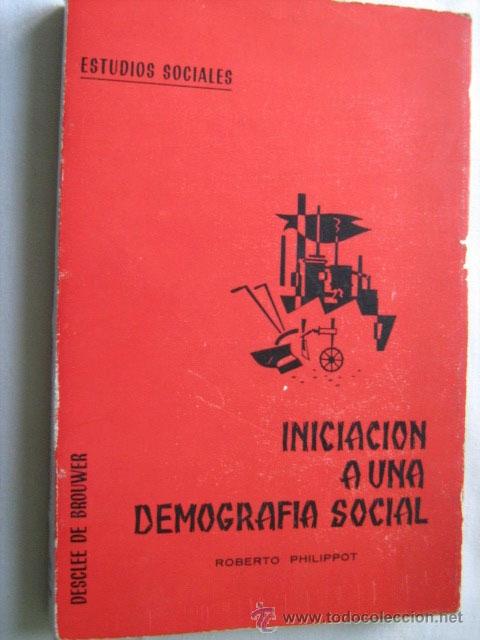 ESTUDIOS SOCIALES
INICIACION
A UNA
DEMOGRAFIA SOCIAL
ROBERTO PHILIPPOT
DESCLEE DE BROUWER
www.todocoleccion.net